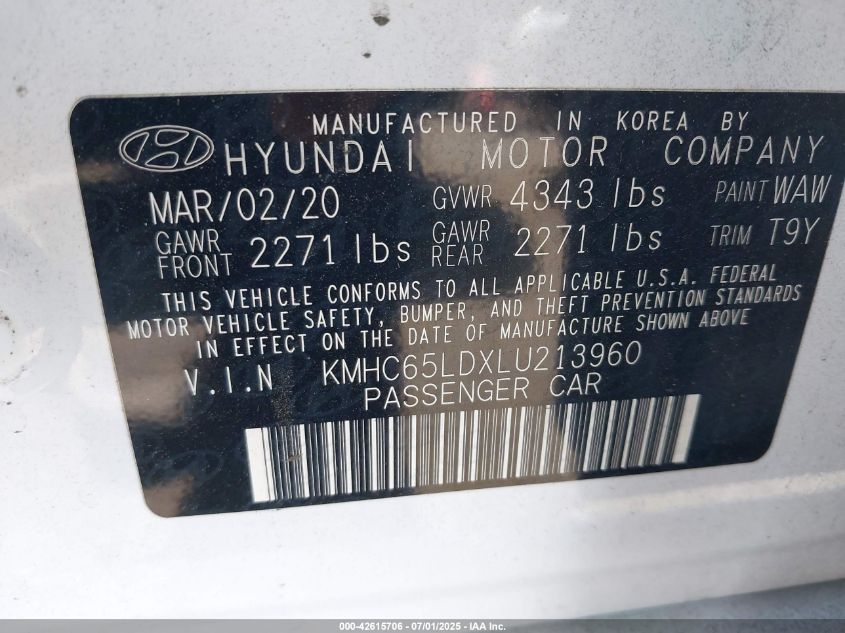 MANUFACTURED IN KOREA BY
HYUNDAI MOTOR COMPANY
MAR/02/20 GVWR 4343 lbs PAINT WAW
GAWR FRONT 2271 lbs GAWR REAR 2271 lbs TRIM T9Y
THIS VEHICLE CONFORMS TO ALL APPLICABLE U.S.A. FEDERAL
MOTOR VEHICLE SAFETY, BUMPER, AND THEFT PREVENTION STANDARDS
IN EFFECT ON THE DATE OF MANUFACTURE SHOWN ABOVE
V.I.N KMHC65LDXLU213960
PASSENGER CAR
000-42615706 - 07/01/2025 - IAA Inc.